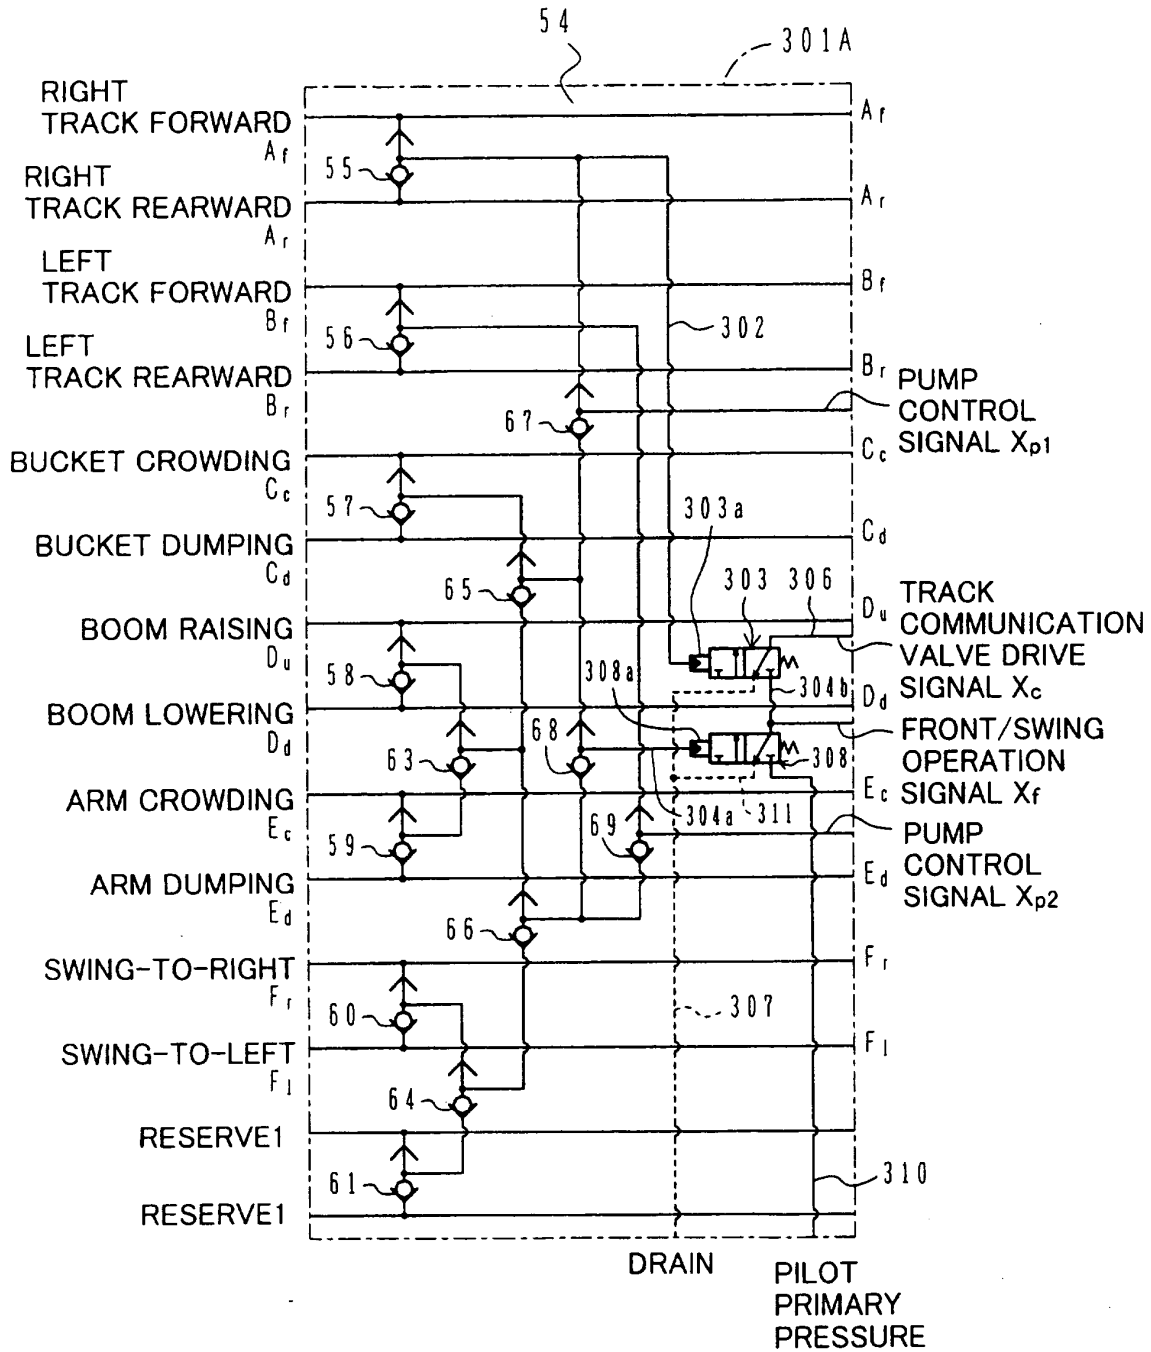 54
301A
RIGHT
TRACK FORWARD
Af
Af
55
RIGHT
TRACK REARWARD
Ar
Ar
LEFT
TRACK FORWARD
Bf
Bf
56
302
LEFT
TRACK REARWARD
Br
Br
PUMP
CONTROL
SIGNAL Xp1
67
BUCKET CROWDING
Cc
Cc
57
303a
BUCKET DUMPING
Cd
Cd
65
303
306
TRACK
COMMUNICATION
VALVE DRIVE
SIGNAL Xc
BOOM RAISING
Du
Du
58
308a
304b
BOOM LOWERING
Dd
Dd
FRONT/SWING
OPERATION
SIGNAL Xf
63
68
308
ARM CROWDING
Ec
Ec
59
304a
311
69
PUMP
CONTROL
SIGNAL Xp2
ARM DUMPING
Ed
Ed
66
SWING-TO-RIGHT
Fr
Fr
60
307
SWING-TO-LEFT
Fl
Fl
64
RESERVE1
61
310
RESERVE1
DRAIN
PILOT
PRIMARY
PRESSURE